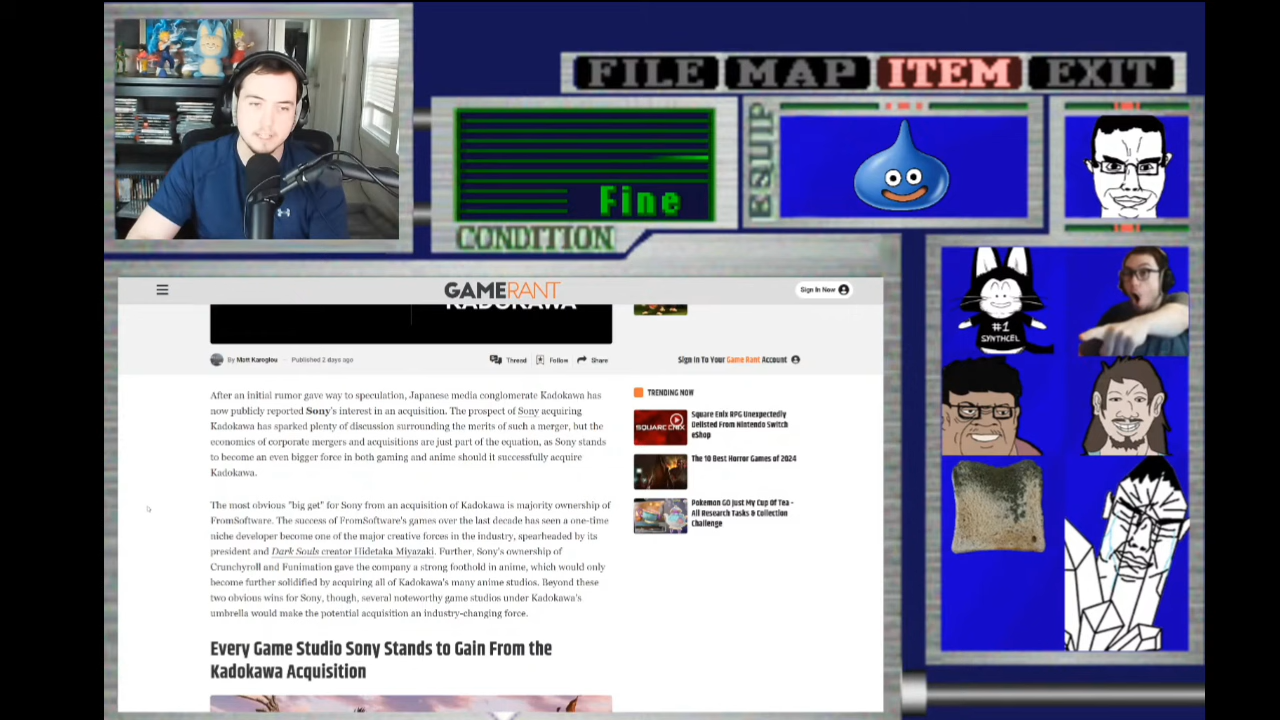 FILE MAP ITEM EXIT
EQUIP
Fine
CONDITION
#1
SYNTHCEL
GAMERANT
Sign In Now
KADOKAWA
By Matt Karoglou Published 2 days ago
Thread Follow Share
Sign In To Your Game Rant Account
After an initial rumor gave way to speculation, Japanese media conglomerate Kadokawa has
now publicly reported Sony's interest in an acquisition. The prospect of Sony acquiring
Kadokawa has sparked plenty of discussion surrounding the merits of such a merger, but the
economics of corporate mergers and acquisitions are just part of the equation, as Sony stands
to become an even bigger force in both gaming and anime should it successfully acquire
Kadokawa.
The most obvious "big get" for Sony from an acquisition of Kadokawa is majority ownership of
FromSoftware. The success of FromSoftware's games over the last decade has seen a one-time
niche developer become one of the major creative forces in the industry, spearheaded by its
president and Dark Souls creator Hidetaka Miyazaki. Further, Sony's ownership of
Crunchyroll and Funimation gave the company a strong foothold in anime, which would only
become further solidified by acquiring all of Kadokawa's many anime studios. Beyond these
two obvious wins for Sony, though, several noteworthy game studios under Kadokawa's
umbrella would make the potential acquisition an industry-changing force.
Every Game Studio Sony Stands to Gain From the
Kadokawa Acquisition
TRENDING NOW
SQUARE ENIX
Square Enix RPG Unexpectedly
Delisted From Nintendo Switch
eShop
The 10 Best Horror Games of 2024
Pokemon GO Just My Cup Of Tea -
All Research Tasks & Collection
Challenge